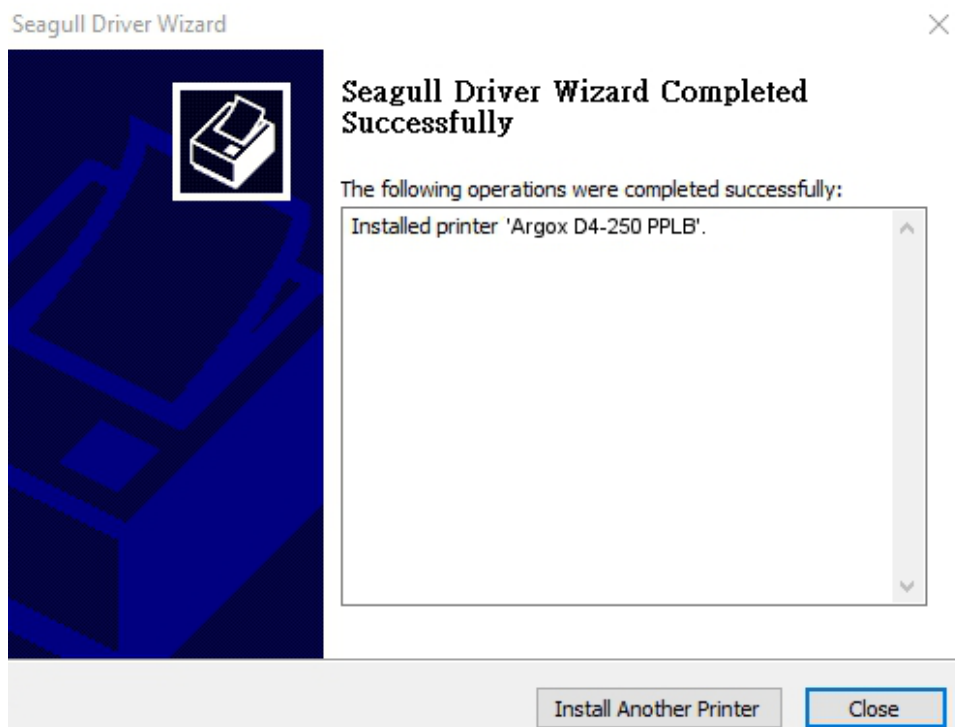 Seagull Driver Wizard
Seagull Driver Wizard Completed
Successfully
The following operations were completed successfully:
Installed printer 'Argox D4-250 PPLB'.
Install Another Printer
Close